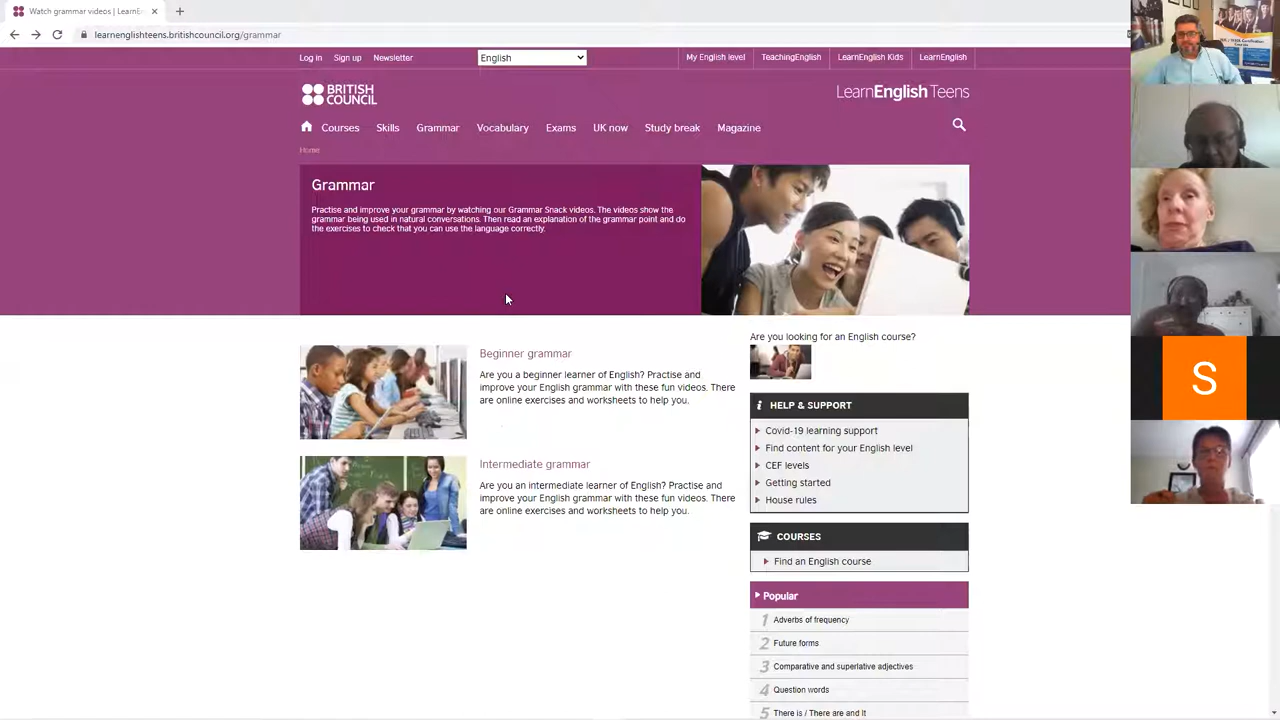 Watch grammar videos | LearnEn
learnenglishteens.britishcouncil.org/grammar
Log in
Sign up
Newsletter
English
My English level
TeachingEnglish
LearnEnglish Kids
LearnEnglish
BRITISH
COUNCIL
LearnEnglish Teens
Courses
Skills
Grammar
Vocabulary
Exams
UK now
Study break
Magazine
Home
Grammar
Practise and improve your grammar by watching our Grammar Snack videos. The videos show the
grammar being used in natural conversations. Then read an explanation of the grammar point and do
the exercises to check that you can use the language correctly.
Beginner grammar
Are you a beginner learner of English? Practise and
improve your English grammar with these fun videos. There
are online exercises and worksheets to help you.
Intermediate grammar
Are you an intermediate learner of English? Practise and
improve your English grammar with these fun videos. There
are online exercises and worksheets to help you.
Are you looking for an English course?
HELP & SUPPORT
Covid-19 learning support
Find content for your English level
CEF levels
Getting started
House rules
COURSES
Find an English course
Popular
1 Adverbs of frequency
2 Future forms
3 Comparative and superlative adjectives
4 Question words
5 There is / There are and It
S